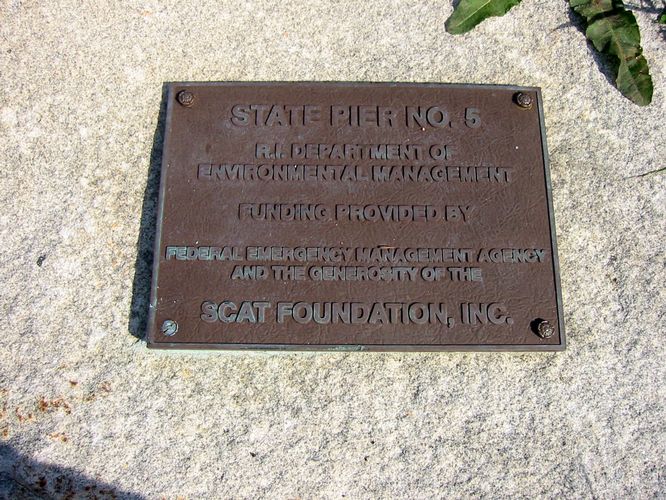 STATE PIER NO. 5
R.I. DEPARTMENT OF
ENVIRONMENTAL MANAGEMENT
FUNDING PROVIDED BY
FEDERAL EMERGENCY MANAGEMENT AGENCY
AND THE GENEROSITY OF THE
SCAT FOUNDATION, INC.